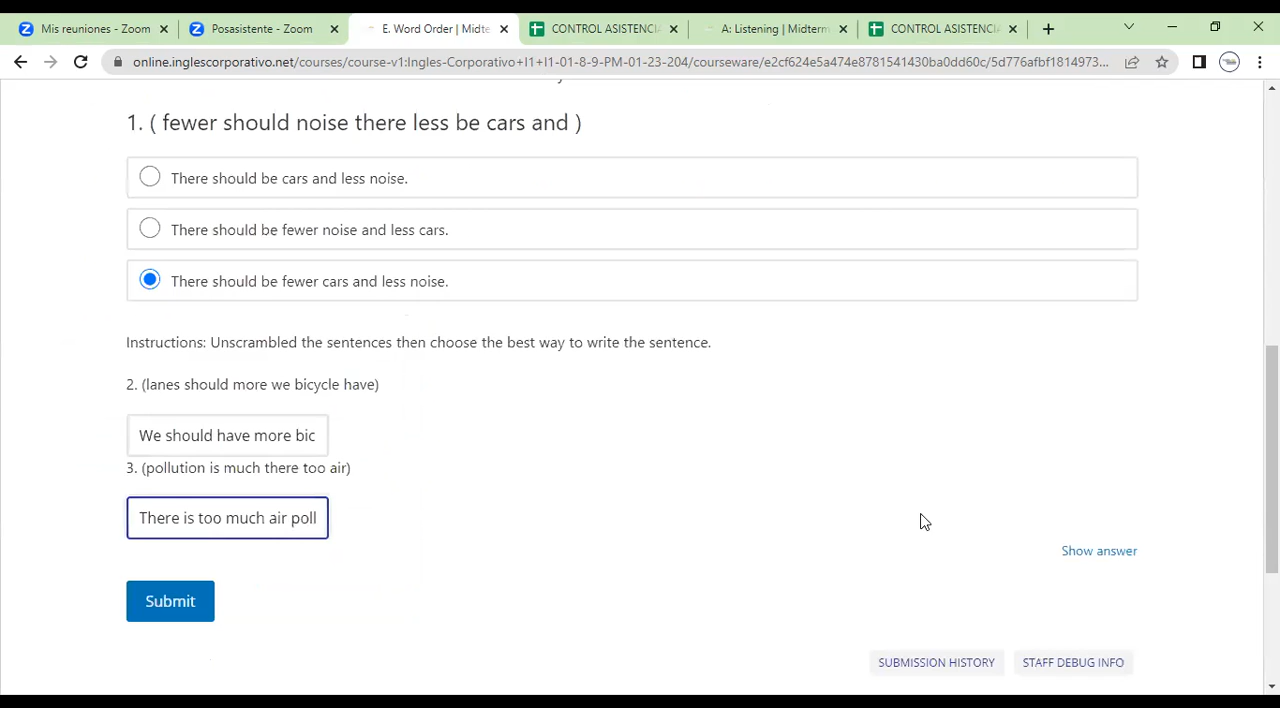 Mis reuniones - Zoom
Posasistente - Zoom
E. Word Order | Midte
CONTROL ASISTENCIA
A: Listening | Midterm
CONTROL ASISTENCIA
online.inglescorporativo.net/courses/course-v1:Ingles-Corporativo+I1+I1-01-8-9-PM-01-23-204/courseware/e2cf624e5a474e8781541430ba0dd60c/5d776afbf1814973...
1. ( fewer should noise there less be cars and )
There should be cars and less noise.
There should be fewer noise and less cars.
There should be fewer cars and less noise.
Instructions: Unscrambled the sentences then choose the best way to write the sentence.
2. (lanes should more we bicycle have)
We should have more bic
3. (pollution is much there too air)
There is too much air poll
Show answer
Submit
SUBMISSION HISTORY
STAFF DEBUG INFO